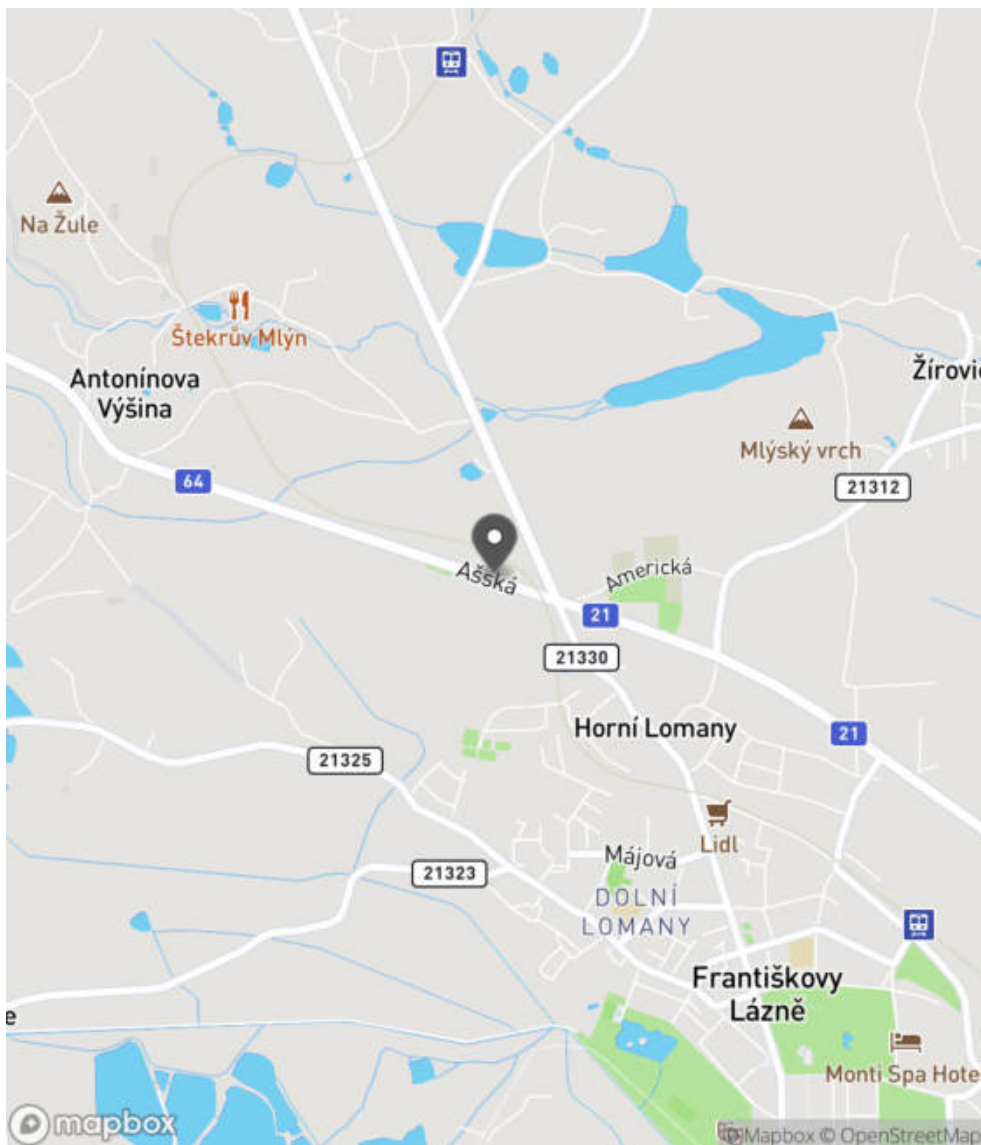 Na Žule
Štekrův Mlýn
Antonínova
Výšina
Žírovic
Mlýský vrch
64
21312
Ašská
Americká
21
21330
Horní Lomany
21
21325
Lidl
Májová
21323
DOLNÍ
LOMANY
Františkovy
Lázně
e
Monti Spa Hote
mapbox
Mapbox © OpenStreetMap